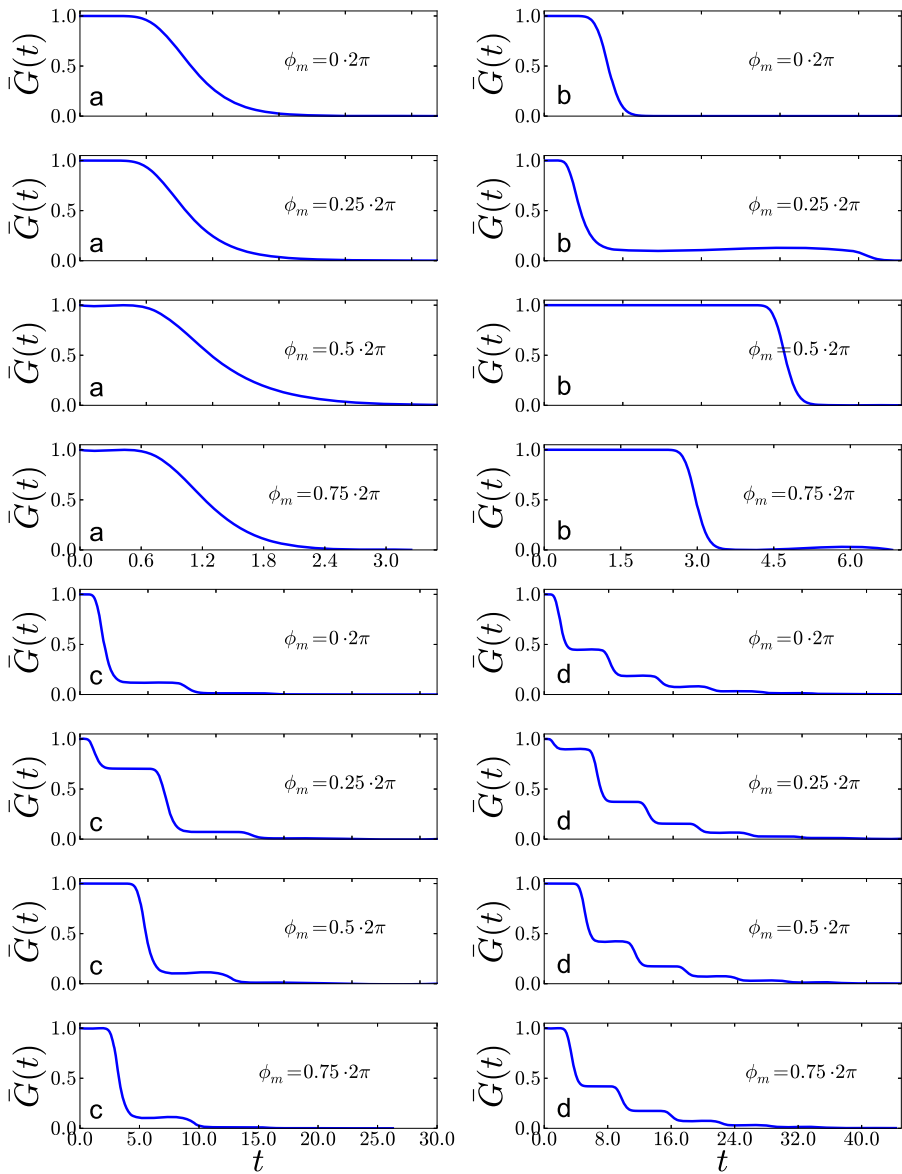 Ḡ(t) 1.0 0.5 0.0 a ϕm=0·2π
Ḡ(t) 1.0 0.5 0.0 b ϕm=0·2π
Ḡ(t) 1.0 0.5 0.0 a ϕm=0.25·2π
Ḡ(t) 1.0 0.5 0.0 b ϕm=0.25·2π
Ḡ(t) 1.0 0.5 0.0 a ϕm=0.5·2π
Ḡ(t) 1.0 0.5 0.0 b ϕm=0.5·2π
Ḡ(t) 1.0 0.5 0.0 a ϕm=0.75·2π
0.0 0.6 1.2 1.8 2.4 3.0
Ḡ(t) 1.0 0.5 0.0 b ϕm=0.75·2π
0.0 1.5 3.0 4.5 6.0
Ḡ(t) 1.0 0.5 0.0 c ϕm=0·2π
Ḡ(t) 1.0 0.5 0.0 d ϕm=0·2π
Ḡ(t) 1.0 0.5 0.0 c ϕm=0.25·2π
Ḡ(t) 1.0 0.5 0.0 d ϕm=0.25·2π
Ḡ(t) 1.0 0.5 0.0 c ϕm=0.5·2π
Ḡ(t) 1.0 0.5 0.0 d ϕm=0.5·2π
Ḡ(t) 1.0 0.5 0.0 c ϕm=0.75·2π
0.0 5.0 10.0 15.0 20.0 25.0 30.0
t
Ḡ(t) 1.0 0.5 0.0 d ϕm=0.75·2π
0.0 8.0 16.0 24.0 32.0 40.0
t